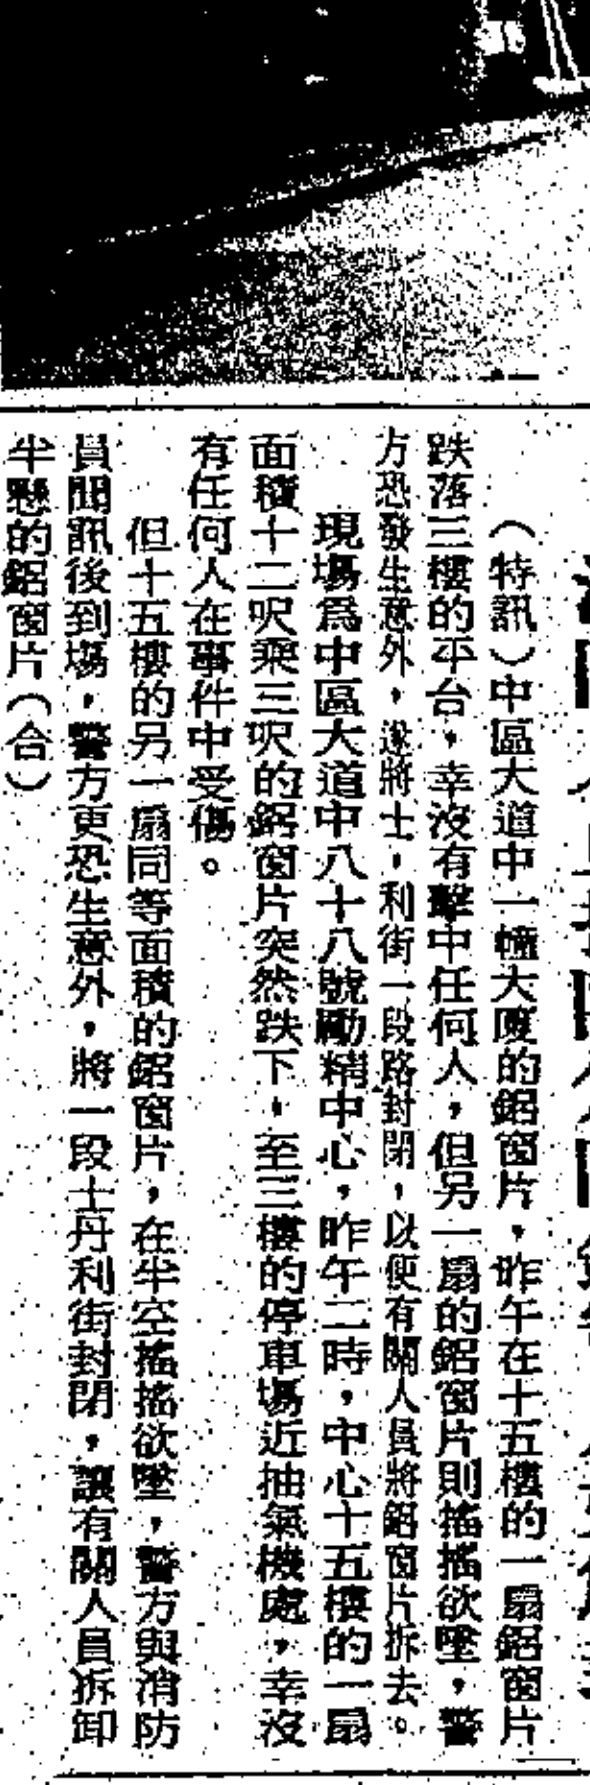 （特訊）中區大道中一幢大廈的鋁窗片，昨午在十五樓的一扇鋁窗片
跌落三樓的平台，幸沒有擊中任何人，但另一扇的鋁窗片則搖搖欲墜，警
方恐發生意外，遂將士，利街一段路封閉，以便有關人員將鋁窗片拆去。
現場爲中區大道中八十八號勵精中心，昨午二時，中心十五樓的一扇
面積十二呎乘三呎的鋁窗片突然跌下，至三樓的停車場近抽氣機處，幸沒
有任何人在事件中受傷。
但十五樓的另一扇同等面積的鋁窗片，在半空搖搖欲墜，警方與消防
員聞訊後到場，警方更恐生意外，將一段士丹利街封閉，讓有關人員拆卸
半懸的鋁窗片（合）